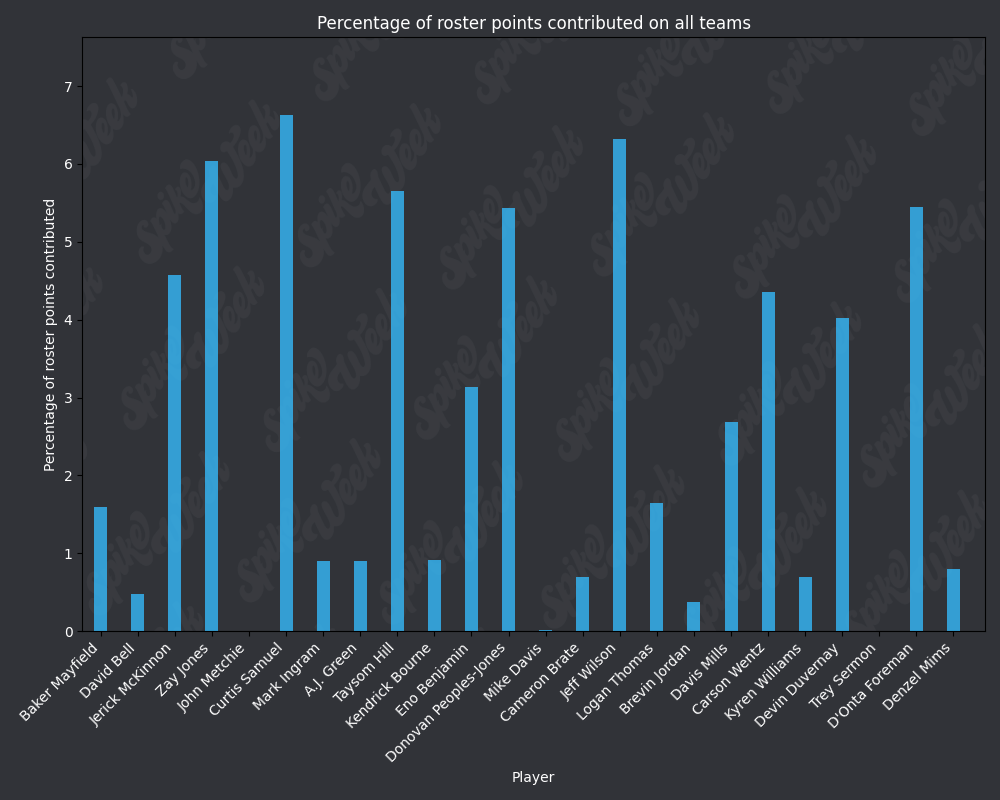 Percentage of roster points contributed on all teams
Percentage of roster points contributed
7
6
5
4
3
2
1
0
Baker Mayfield
David Bell
Jerick McKinnon
Zay Jones
John Metchie
Curtis Samuel
Mark Ingram
A.J. Green
Taysom Hill
Kendrick Bourne
Eno Benjamin
Donovan Peoples-Jones
Mike Davis
Cameron Brate
Jeff Wilson
Logan Thomas
Brevin Jordan
Davis Mills
Carson Wentz
Kyren Williams
Devin Duvernay
Trey Sermon
D'Onta Foreman
Denzel Mims
Player
Spike Week